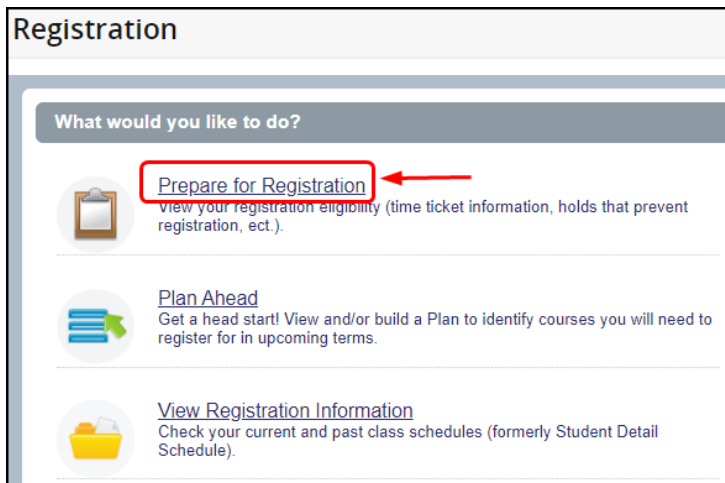 Registration
What would you like to do?
Prepare for Registration
View your registration eligibility (time ticket information, holds that prevent
registration, ect.).
Plan Ahead
Get a head start! View and/or build a Plan to identify courses you will need to
register for in upcoming terms.
View Registration Information
Check your current and past class schedules (formerly Student Detail
Schedule).